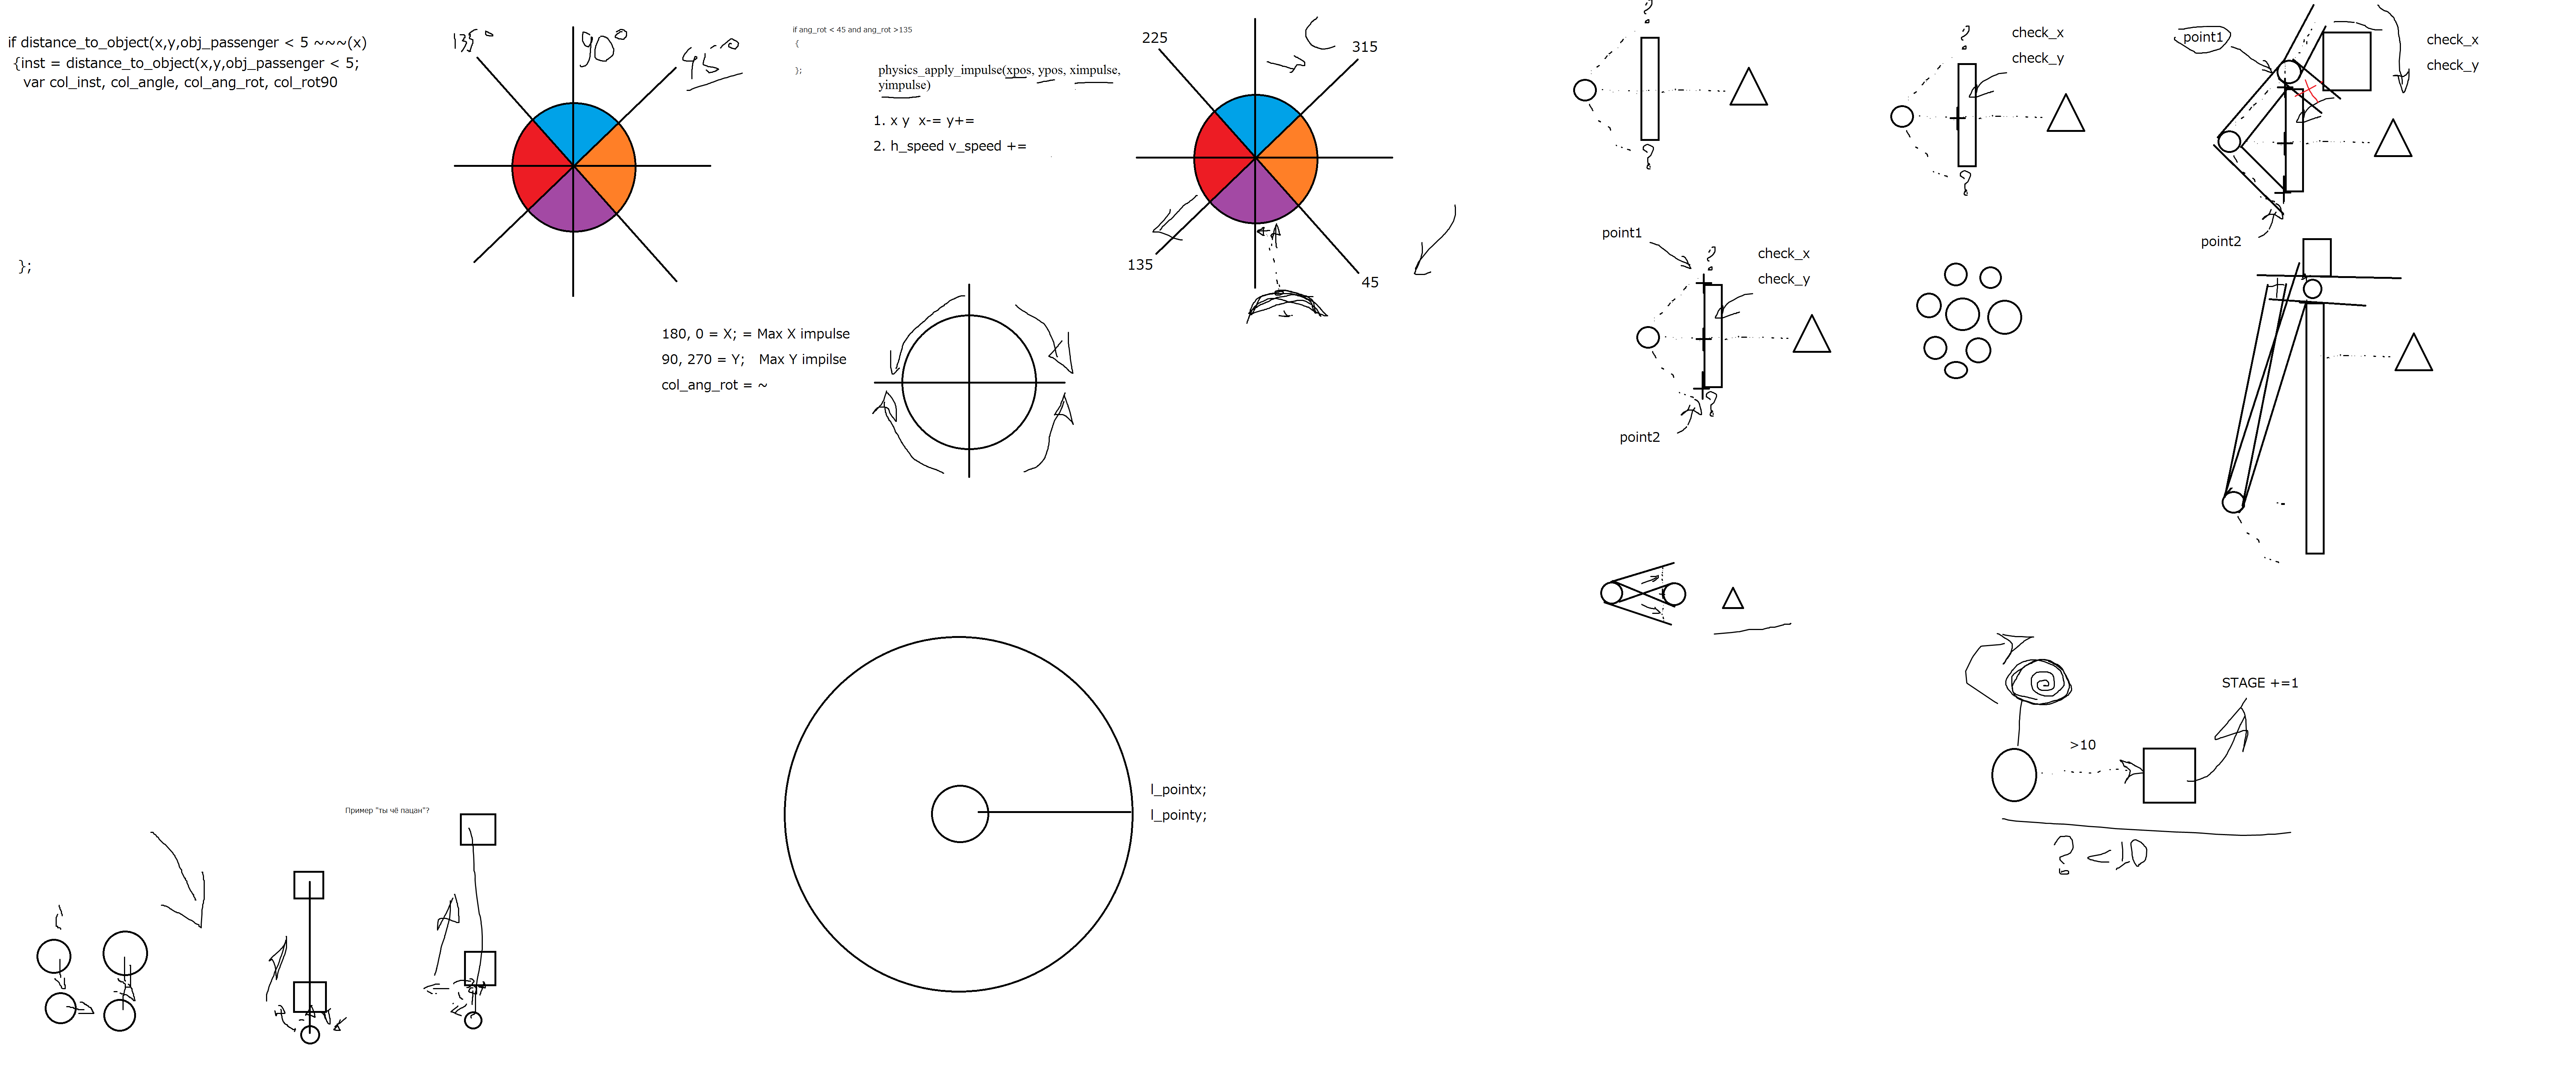 if distance_to_object(x,y,obj_passenger < 5 ~~~(x)
{inst = distance_to_object(x,y,obj_passenger < 5;
var col_inst, col_angle, col_ang_rot, col_rot90
};
135°
90°
45°
if ang_rot < 45 and ang_rot >135
{
};
physics_apply_impulse(xpos, ypos, ximpulse,
yimpulse)
1. x y  x-= y+=
2. h_speed v_speed +=
225
315
135
45
180, 0 = X; = Max X impulse
90, 270 = Y;   Max Y impilse
col_ang_rot = ~
?
?
?
check_x
check_y
?
point1
check_x
check_y
point2
point1
?
check_x
check_y
?
point2
STAGE +=1
>10
? <10
l_pointx;
l_pointy;
Пример "ты чё пацан"?